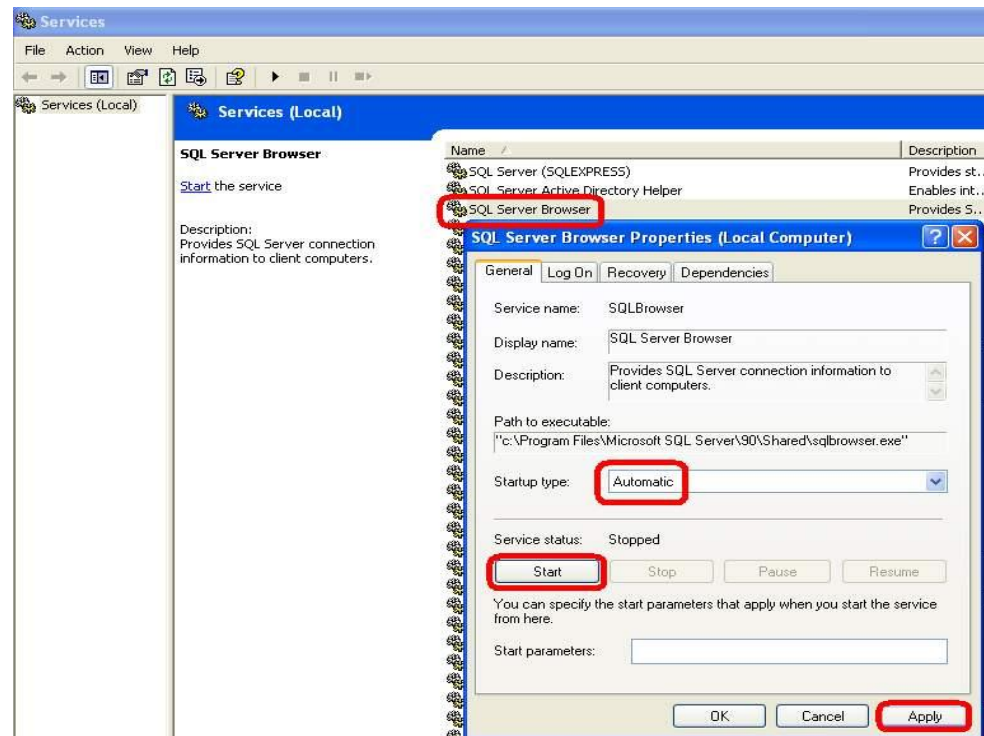 Services
File Action View Help
Services (Local)
Services (Local)
SQL Server Browser
Start the service
Description:
Provides SQL Server connection
information to client computers.
Name Description
SQL Server (SQLEXPRESS) Provides st..
SQL Server Active Directory Helper Enables int..
SQL Server Browser Provides S...
SQL Server Browser Properties (Local Computer)
General Log On Recovery Dependencies
Service name: SQLBrowser
Display name: SQL Server Browser
Description: Provides SQL Server connection information to
client computers.
Path to executable:
"c:\Program Files\Microsoft SQL Server\90\Shared\sqlbrowser.exe"
Startup type: Automatic
Service status: Stopped
Start Stop Pause Resume
You can specify the start parameters that apply when you start the service
from here.
Start parameters:
OK Cancel Apply